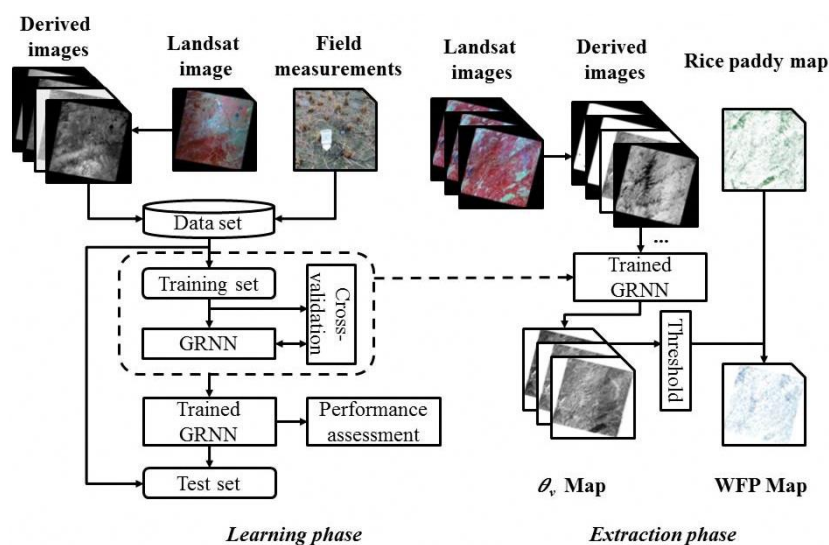 Derived
images
Landsat
image
Field
measurements
Landsat
images
Derived
images
Rice paddy map
Data set
Training set
Cross-
validation
GRNN
Trained
GRNN
Performance
assessment
Test set
...
Trained
GRNN
Threshold
θv Map
WFP Map
Learning phase
Extraction phase